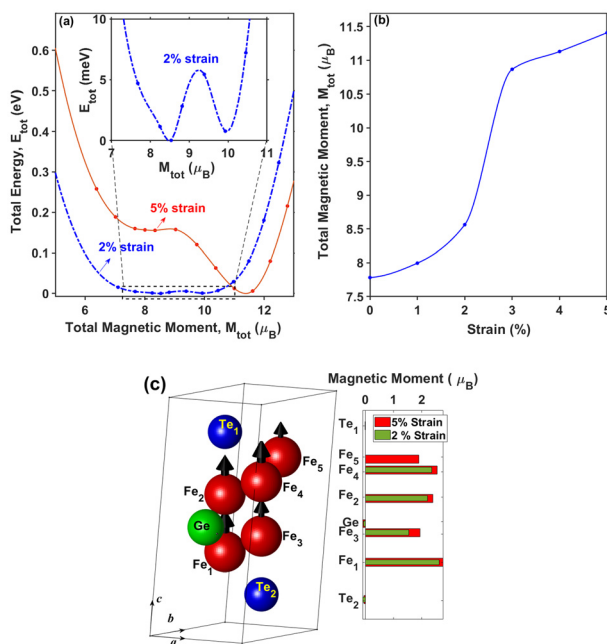 (a)
0.6
0.5
0.4
0.3
0.2
0.1
0
Total Energy, E_tot (eV)
10
5
0
E_tot (meV)
2% strain
7 8 9 10 11
M_tot (μ_B)
5% strain
2% strain
6 8 10 12
Total Magnetic Moment, M_tot (μ_B)
(b)
11.5
11
10.5
10
9.5
9
8.5
8
7.5
Total Magnetic Moment, M_tot (μ_B)
0 1 2 3 4 5
Strain (%)
(c)
Te_1
Fe_5
Fe_2
Fe_4
Ge
Fe_3
Fe_1
Te_2
c
b
a
Magnetic Moment ( μ_B)
0 1 2
5% Strain
2 % Strain
Te_1
Fe_5
Fe_4
Fe_2
Ge
Fe_3
Fe_1
Te_2